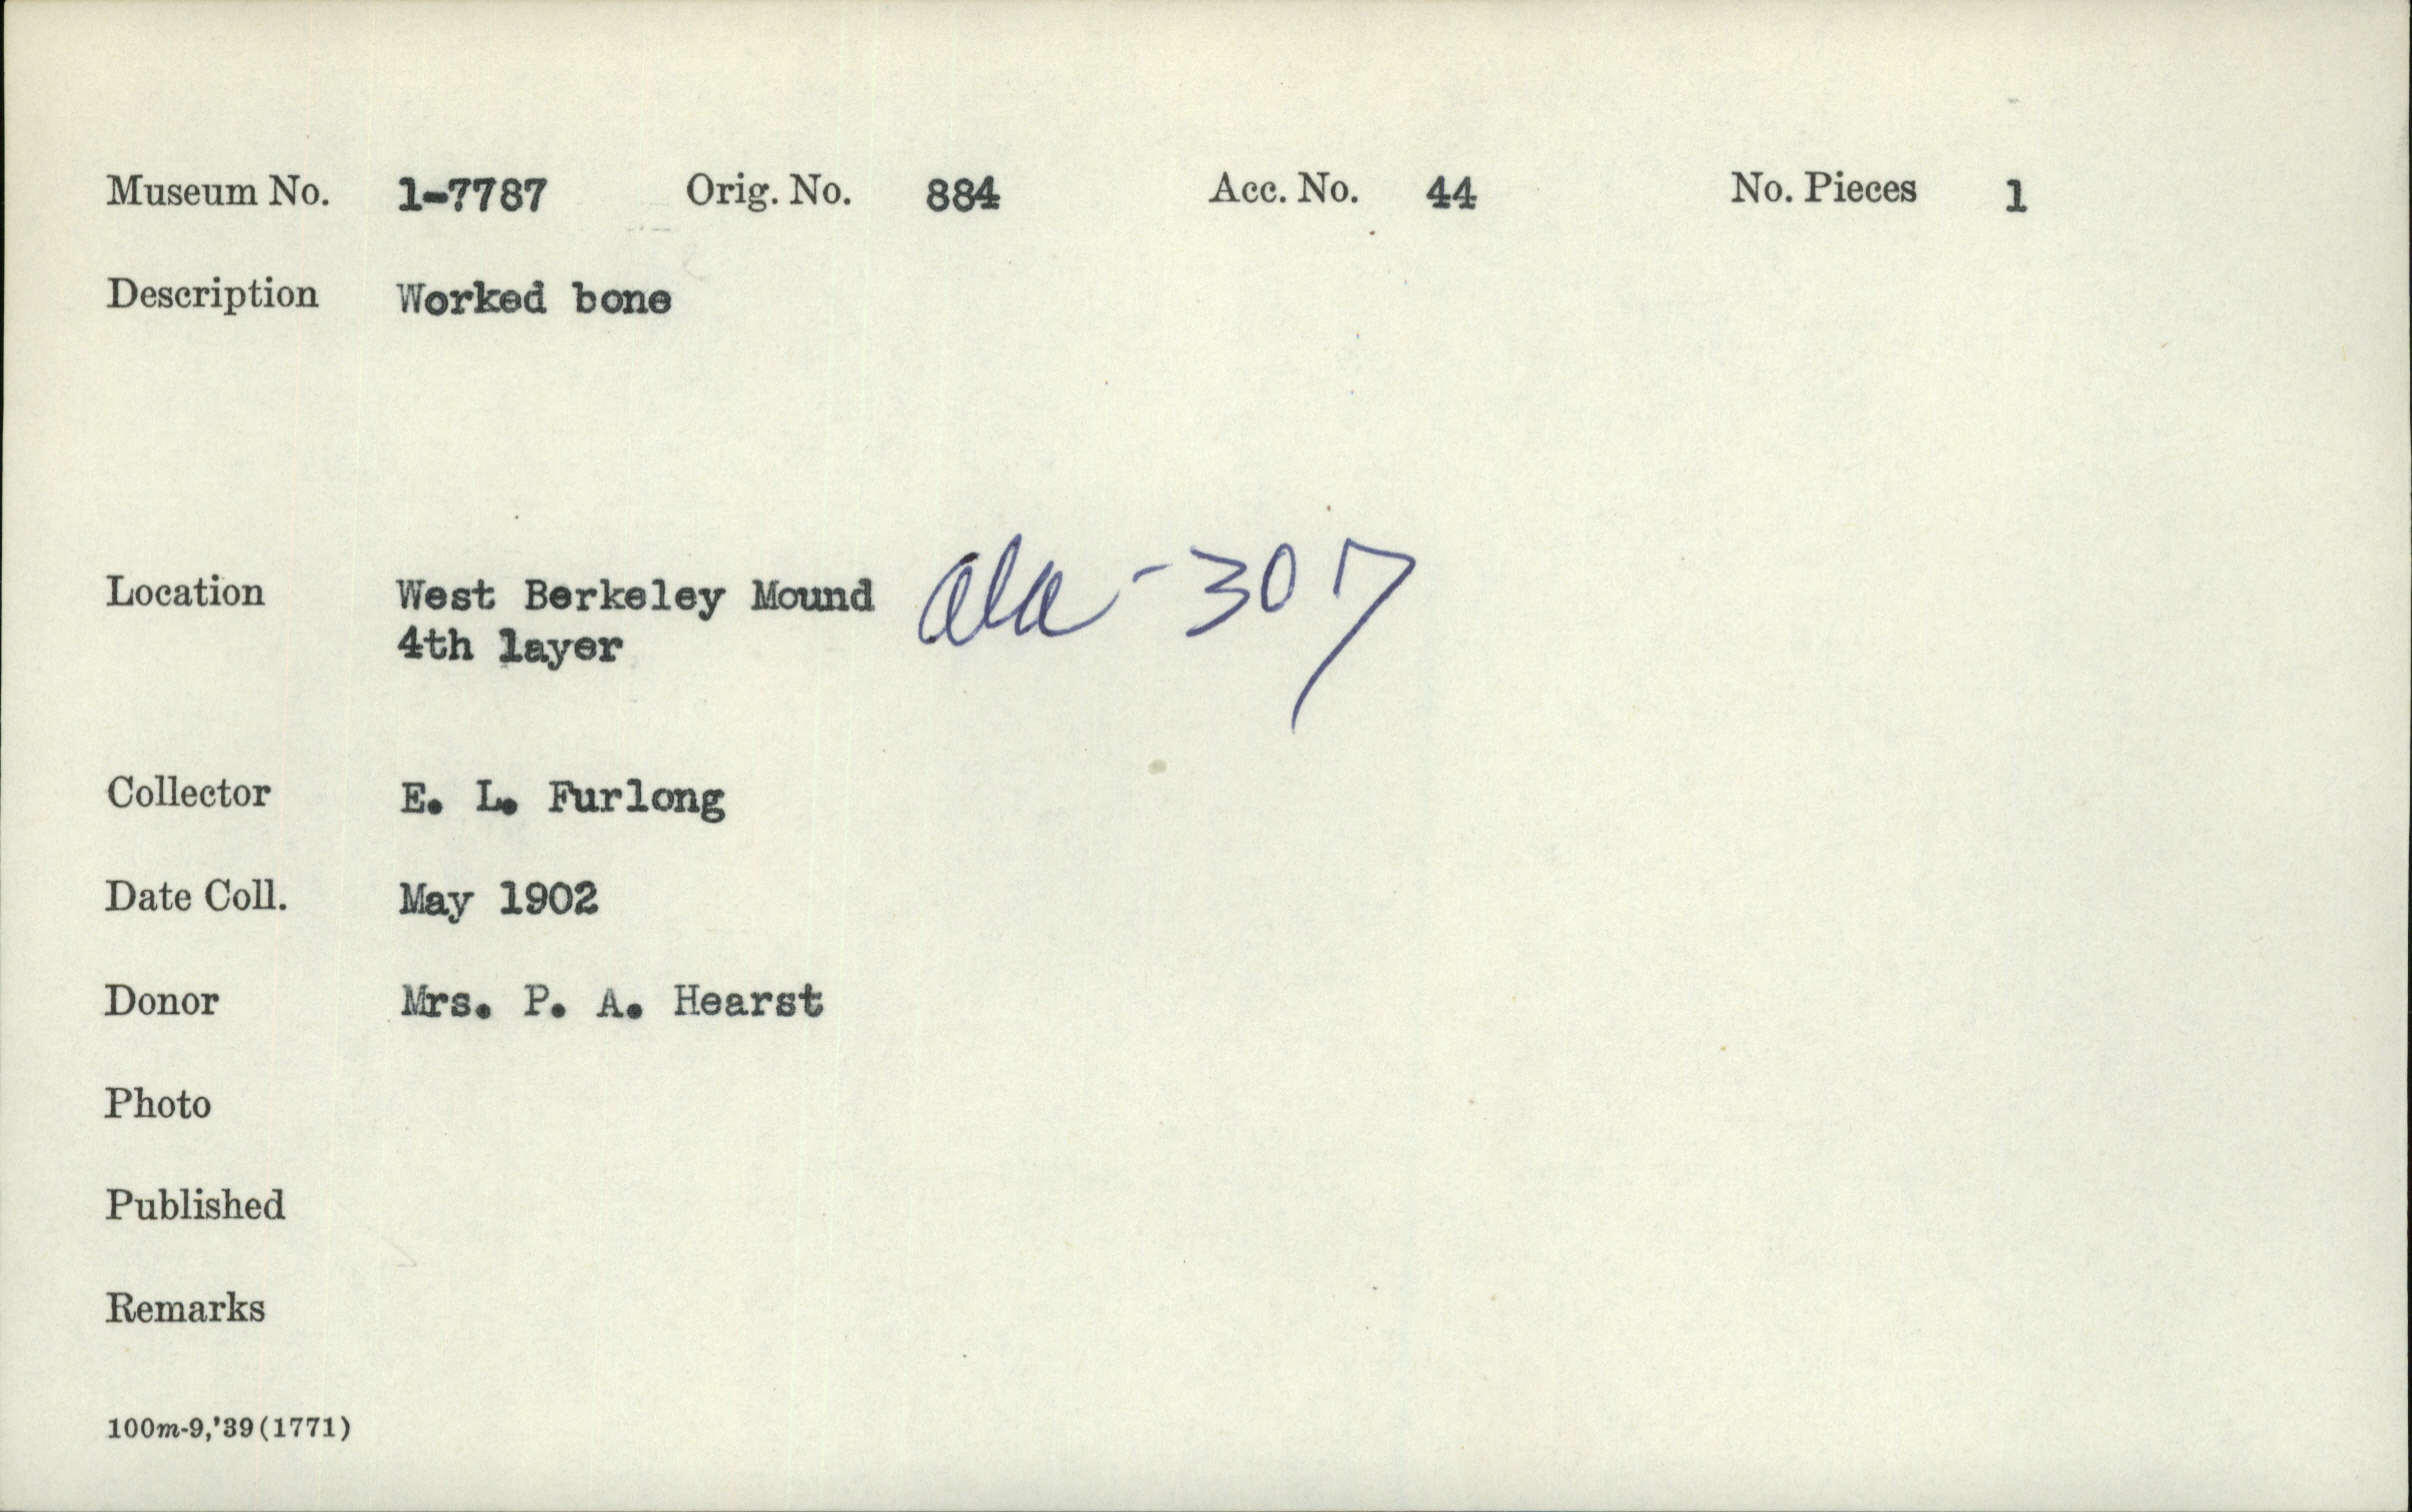 Museum No. 1-7787 Orig. No. 884 Acc. No. 44 No. Pieces 1
Description Worked bone
Location West Berkeley Mound Ala-307
4th layer
Collector E. L. Furlong
Date Coll. May 1902
Donor Mrs. P. A. Hearst
Photo
Published
Remarks
100m-9,'39(1771)